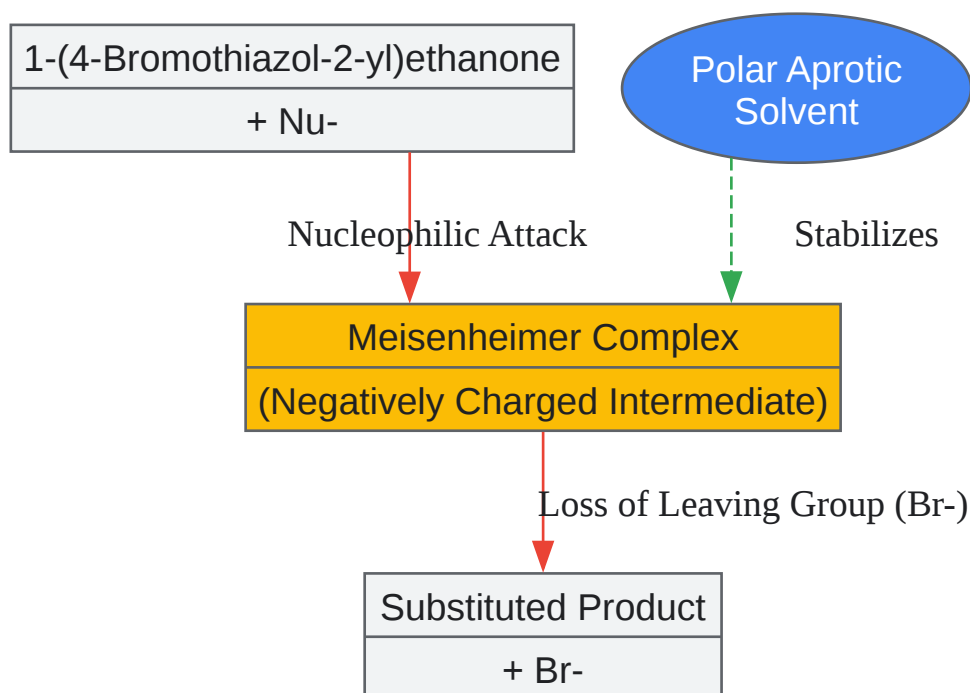 1-(4-Bromothiazol-2-yl)ethanone
+ Nu-
Polar Aprotic
Solvent
Nucleophilic Attack
Stabilizes
Meisenheimer Complex
(Negatively Charged Intermediate)
Loss of Leaving Group (Br-)
Substituted Product
+ Br-